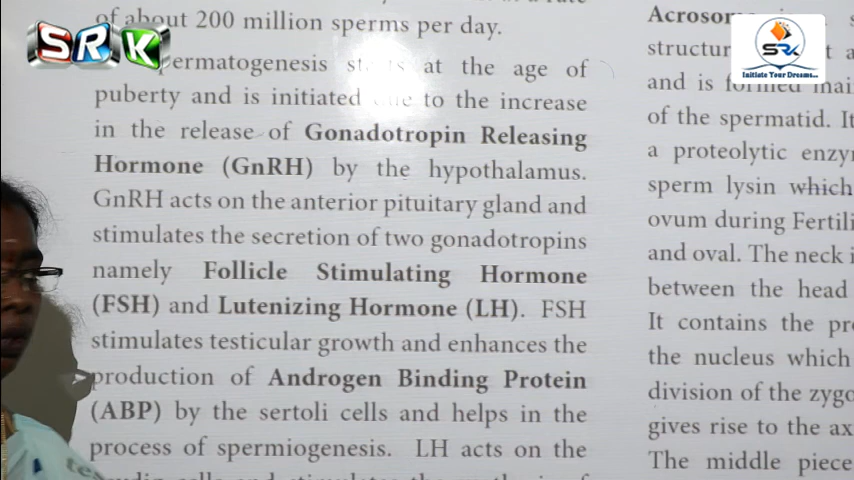 SRK
SRK
Initiate Your Dreams...
of about 200 million sperms per day.
permatogenesis at the age of
puberty and is initiated due to the increase
in the release of Gonadotropin Releasing
Hormone (GnRH) by the hypothalamus.
GnRH acts on the anterior pituitary gland and
stimulates the secretion of two gonadotropins
namely Follicle Stimulating Hormone
(FSH) and Lutenizing Hormone (LH). FSH
stimulates testicular growth and enhances the
production of Androgen Binding Protein
(ABP) by the sertoli cells and helps in the
process of spermiogenesis. LH acts on the
Acrosom
structur
and is formed mai
of the spermatid. It
a proteolytic enzy
sperm lysin which
ovum during Fertili
and oval. The neck i
between the head
It contains the pr
the nucleus which
division of the zygo
gives rise to the ax
The middle piece